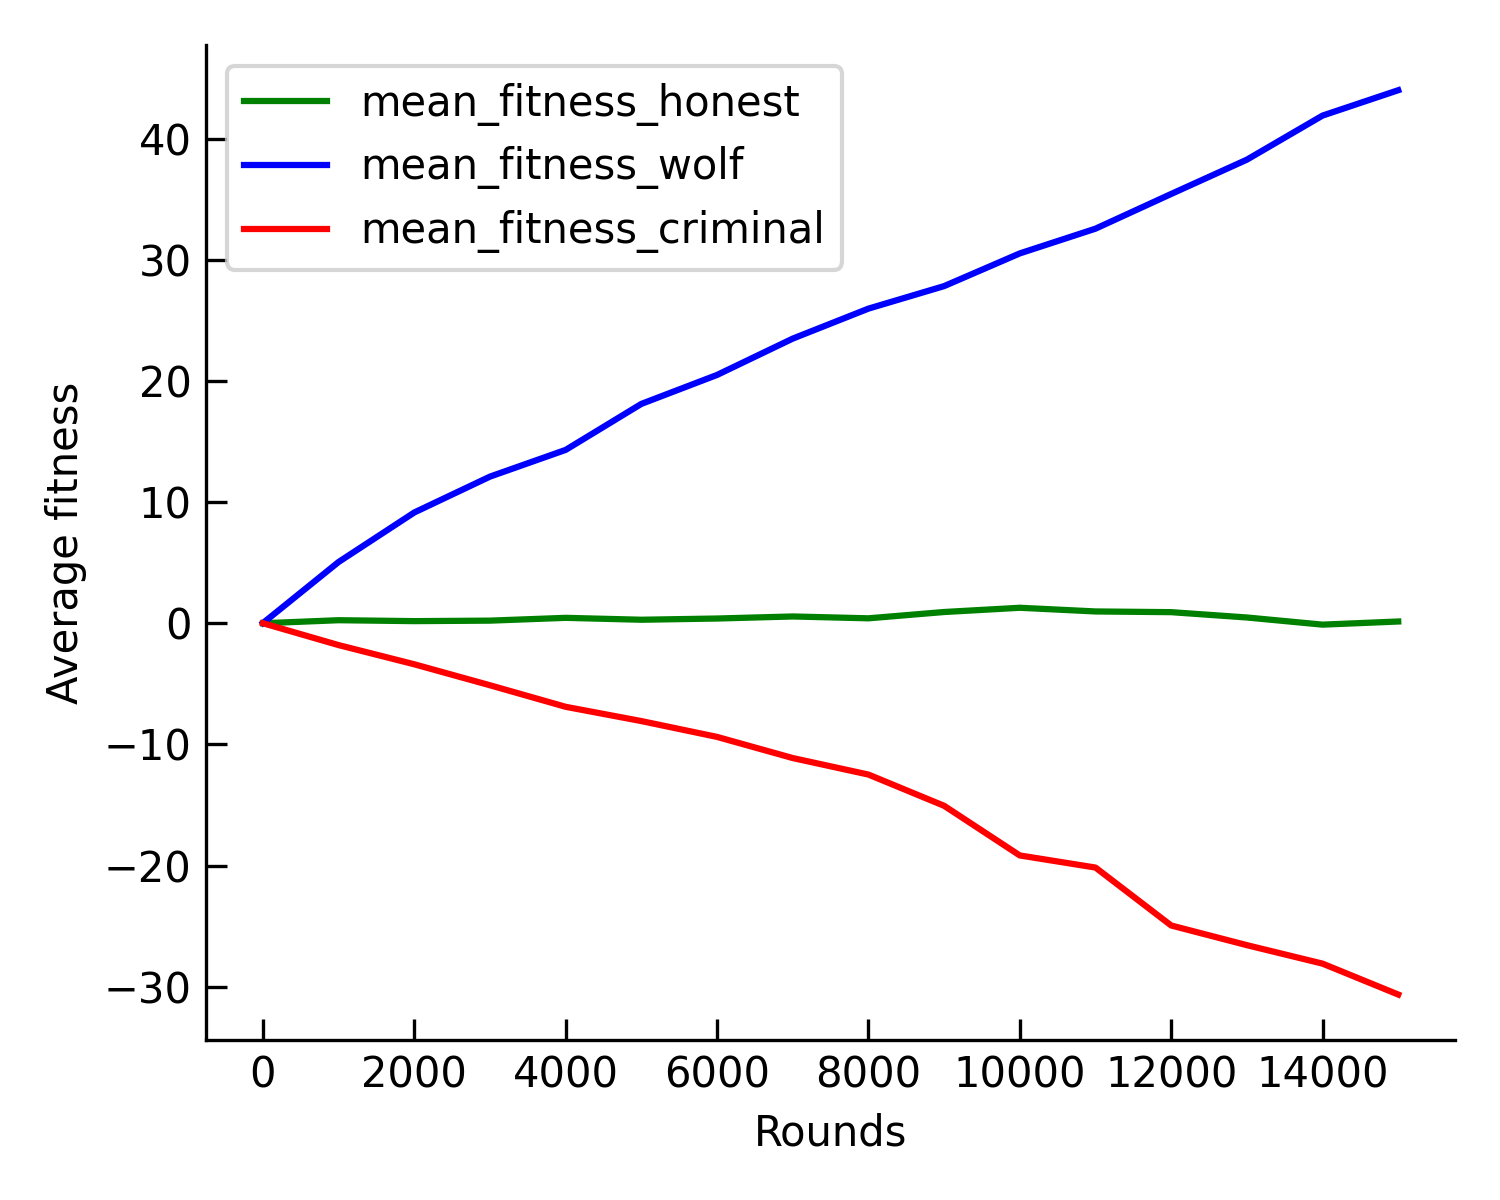 mean_fitness_honest
mean_fitness_wolf
mean_fitness_criminal
40
30
20
10
0
−10
−20
−30
Average fitness
0 2000 4000 6000 8000 10000 12000 14000
Rounds